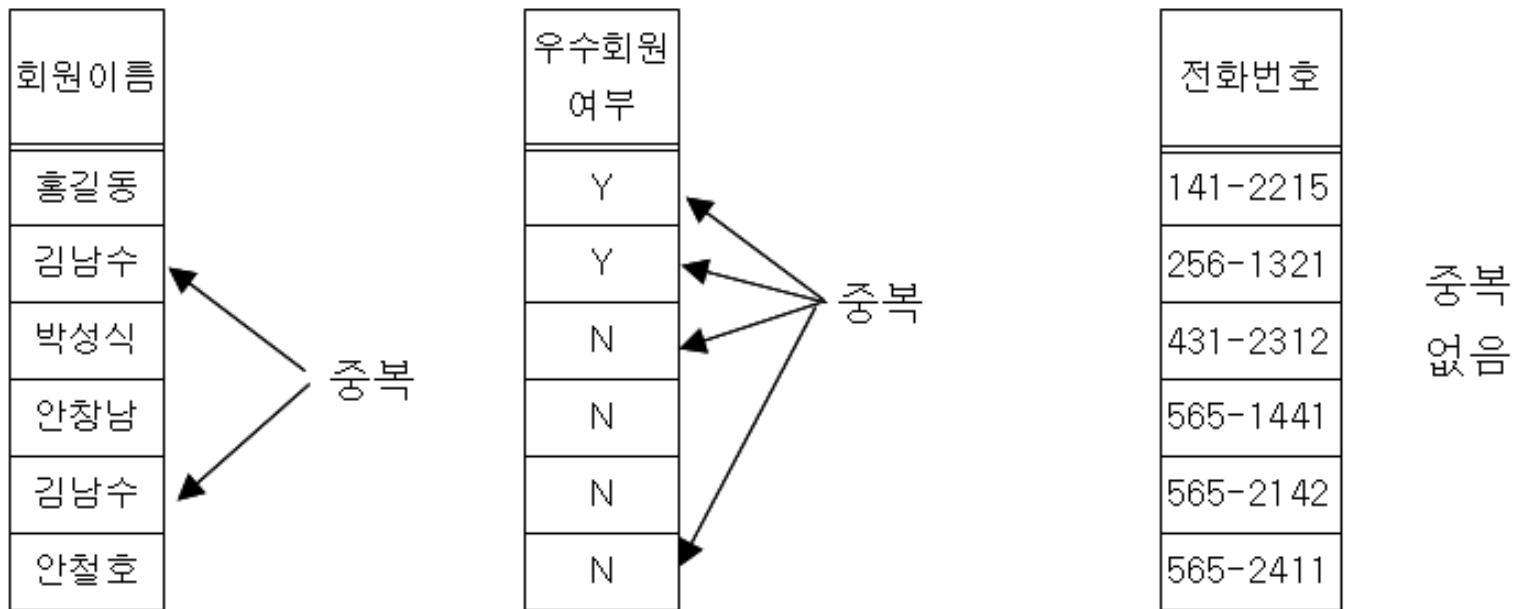 회원이름
홍길동
김남수
박성식
안창남
김남수
안철호
중복
우수회원
여부
Y
Y
N
N
N
N
중복
전화번호
141-2215
256-1321
431-2312
565-1441
565-2142
565-2411
중복
없음